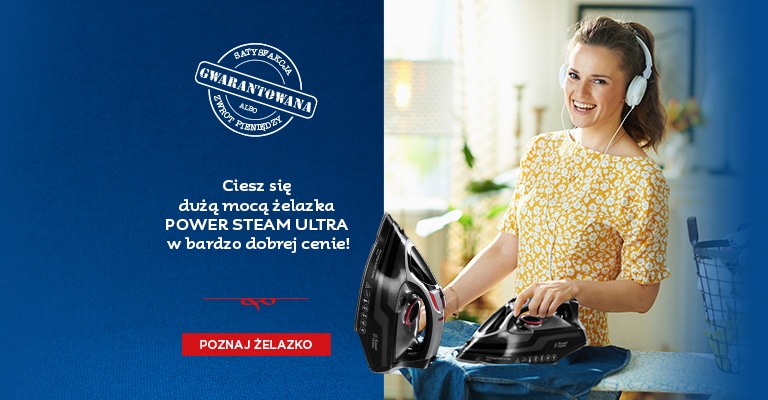 SATYSFAKCJA
GWARANTOWANA
ALBO
ZWROT PIENIĘDZY
Ciesz się
dużą mocą żelazka
POWER STEAM ULTRA
w bardzo dobrej cenie!
POZNAJ ŻELAZKO